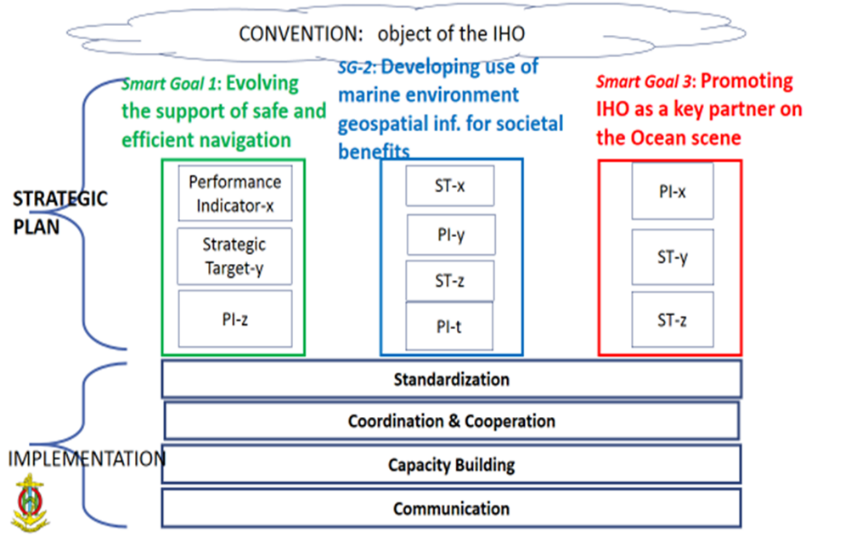 CONVENTION: object of the IHO
Smart Goal 1: Evolving
the support of safe and
efficient navigation
SG-2: Developing use of
marine environment
geospatial inf. for societal
benefits
Smart Goal 3: Promoting
IHO as a key partner on
the Ocean scene
STRATEGIC
PLAN
Performance
Indicator-x
Strategic
Target-y
PI-z
ST-x
PI-y
ST-z
PI-t
PI-x
ST-y
ST-z
IMPLEMENTATION
Standardization
Coordination & Cooperation
Capacity Building
Communication